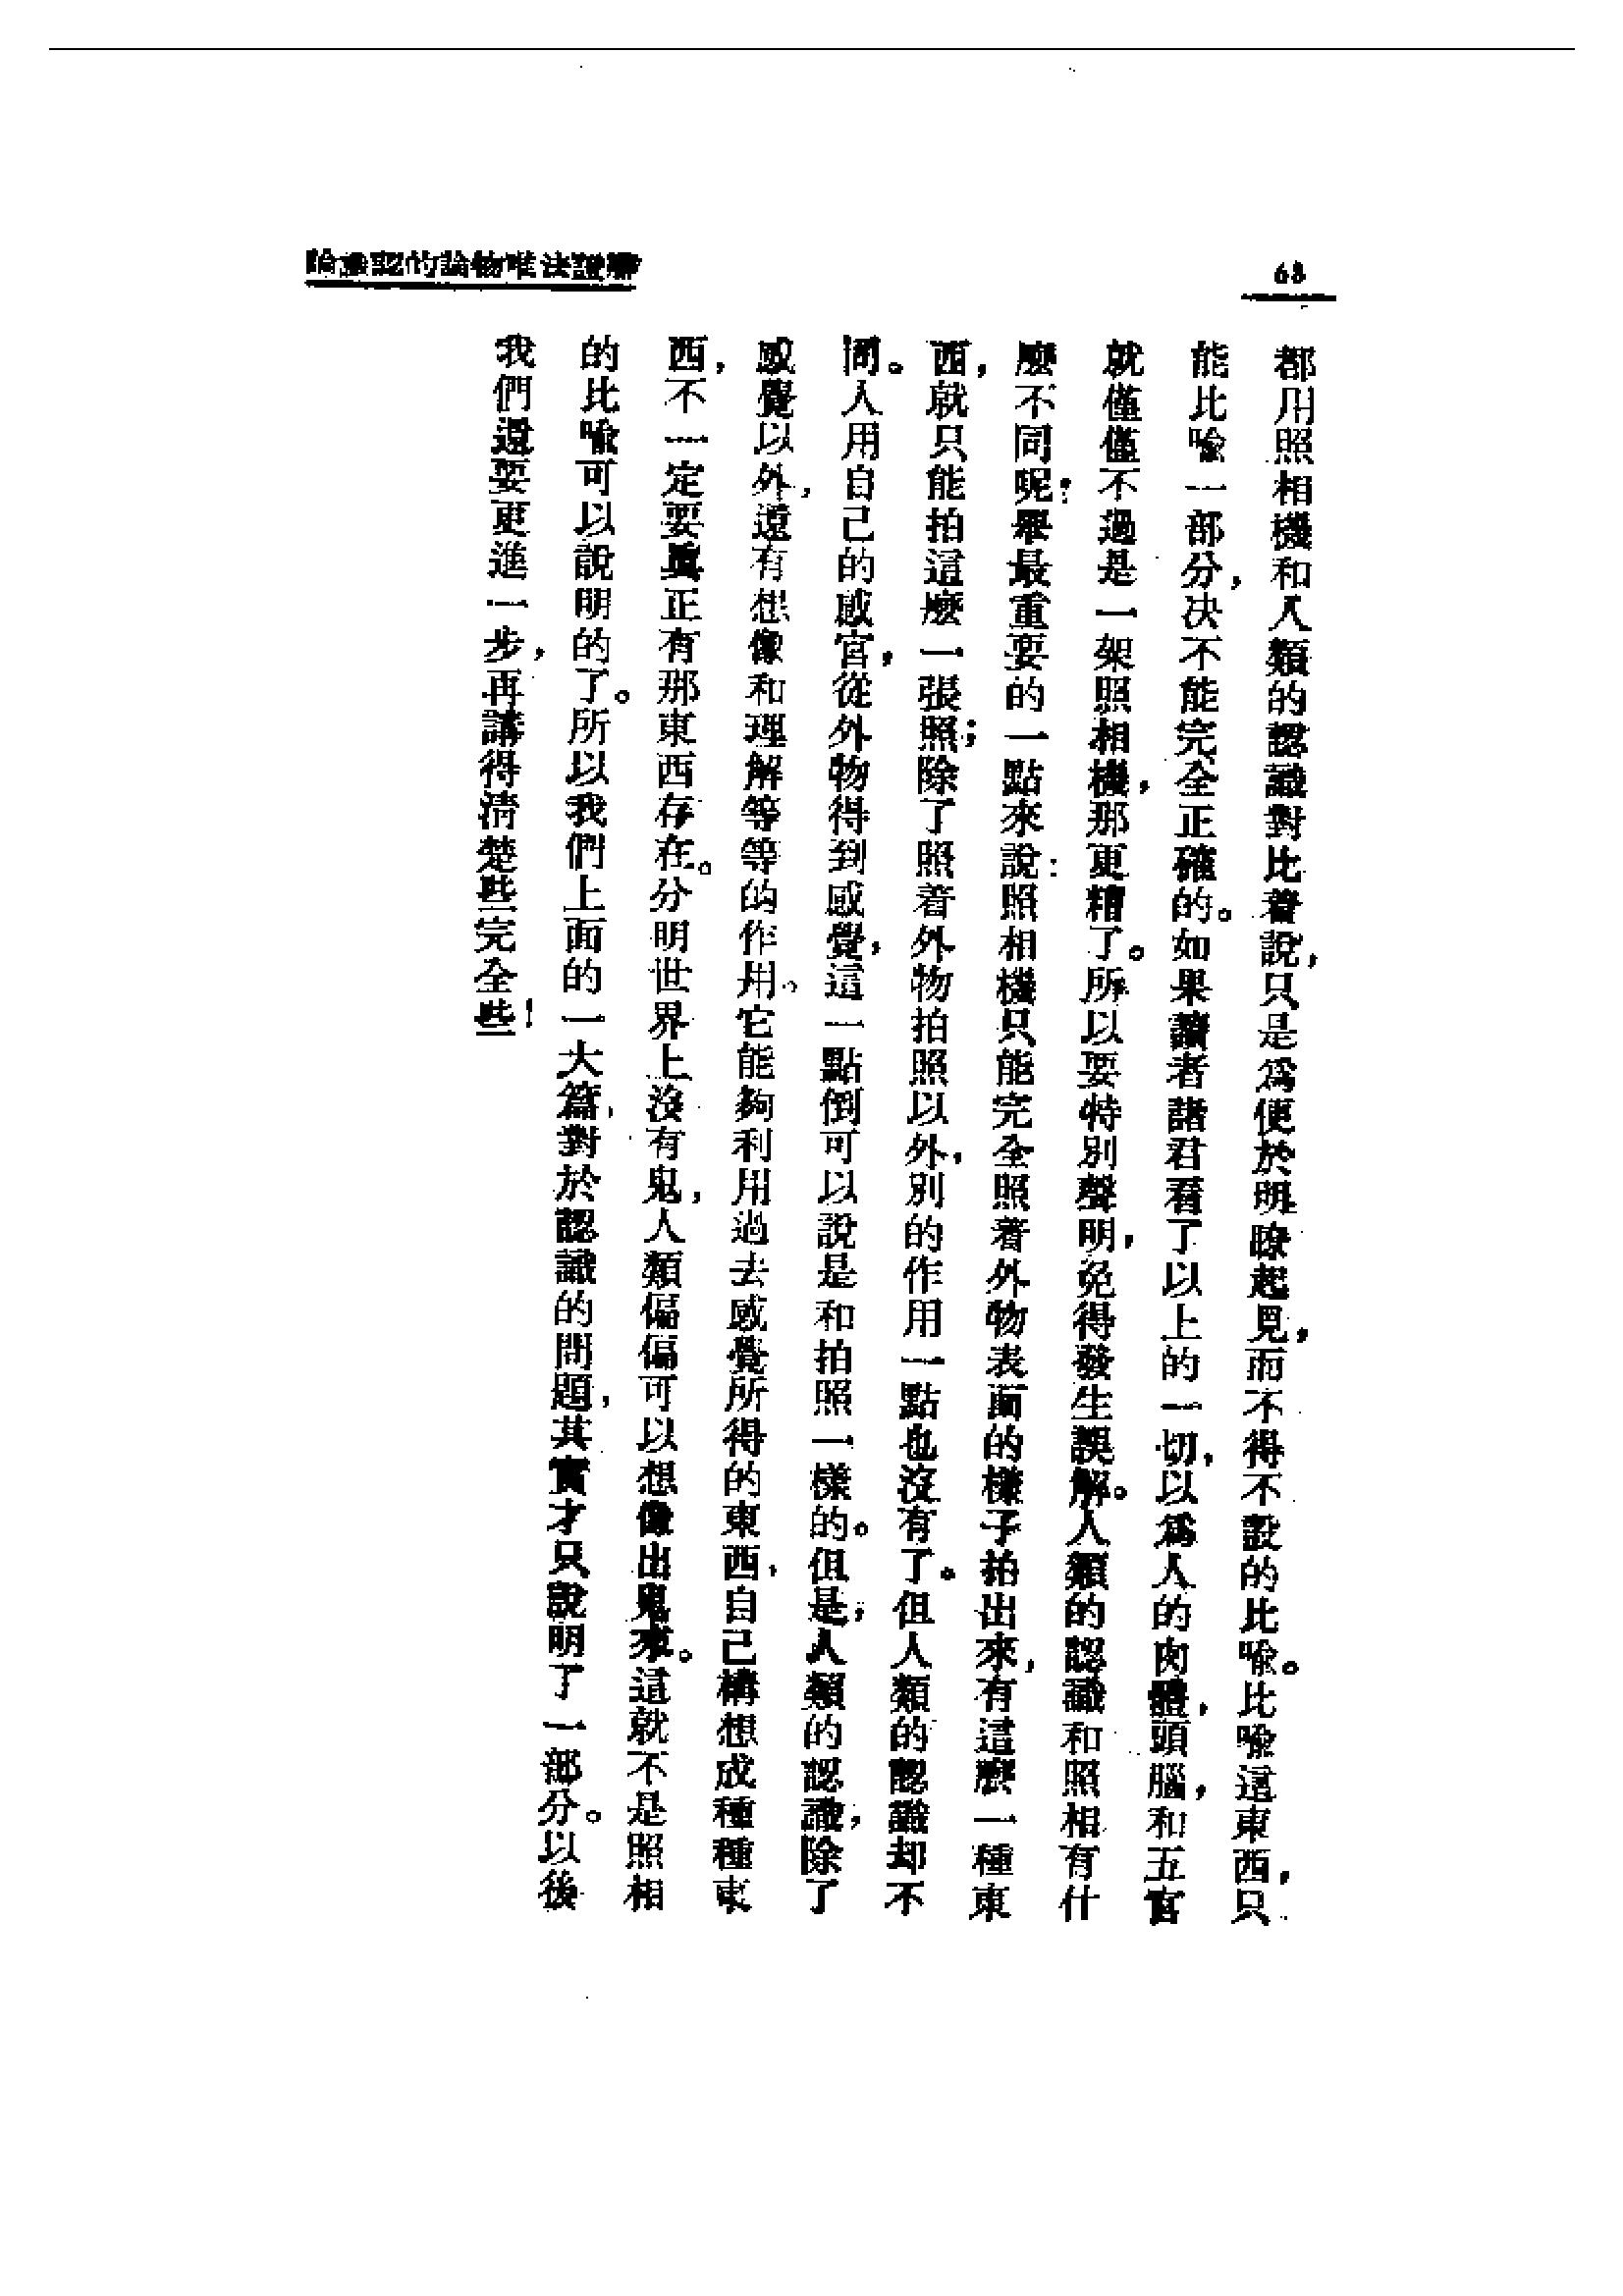 68
辯證法唯物論的認識論
都用照相機和人類的認識對比着說，只是爲便於明瞭起見，而不得不設的比喩。比喩這東西，只
能比喩一部分，决不能完全正確的。如果讀者諸君看了以上的一切，以爲人的肉體，頭腦，和五官
就僅僅不過是一架照相機，那更糟了。所以要特別聲明，免得發生誤解。人類的認識和照相有什
麼不同呢？單最重要的一點來說：照相機只能完全照着外物表面的樣子拍出來，有這麼一種東
西，就只能拍這麼一張照；除了照着外物拍照以外，別的作用一點也沒有了。但人類的認識却不
同。人用自己的感官，從外物得到感覺，這一點倒可以說是和拍照一樣的。但是，人類的認識，除了
感覺以外，還有想像和理解等等的作用。它能夠利用過去感覺所得的東西，自己構想成種種東
西，不一定要眞正有那東西存在。分明世界上沒有鬼，人類偏偏可以想像出鬼來。這就不是照相
的比喩可以說明的了。所以我們上面的一大篇，對於認識的問題，其實才只說明了一部分。以後
我們還要更進一步，再講得清楚些完全些！